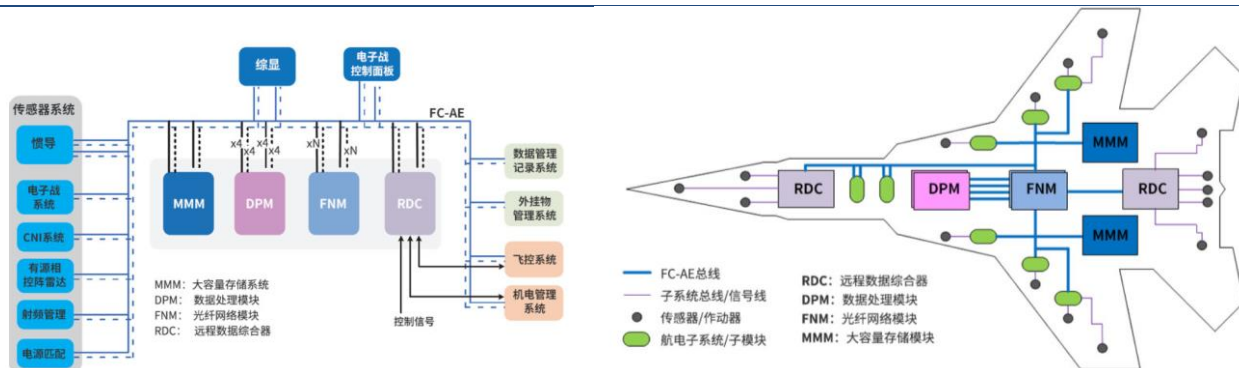 综显
电子战
控制面板
FC-AE
传感器系统
惯导
电子战
系统
CNI系统
有源相
控阵雷达
射频管理
电源匹配
x4
x4
x4
x4
xN
xN
MMM
DPM
FNM
RDC
数据管理
记录系统
外挂物
管理系统
飞控系统
机电管理
系统
控制信号
MMM：大容量存储系统
DPM： 数据处理模块
FNM： 光纤网络模块
RDC： 远程数据综合器
RDC
DPM
FNM
MMM
RDC
MMM
FC-AE总线
子系统总线/信号线
传感器/作动器
航电子系统/子模块
RDC：远程数据综合器
DPM：数据处理模块
FNM：光纤网络模块
MMM：大容量存储模块